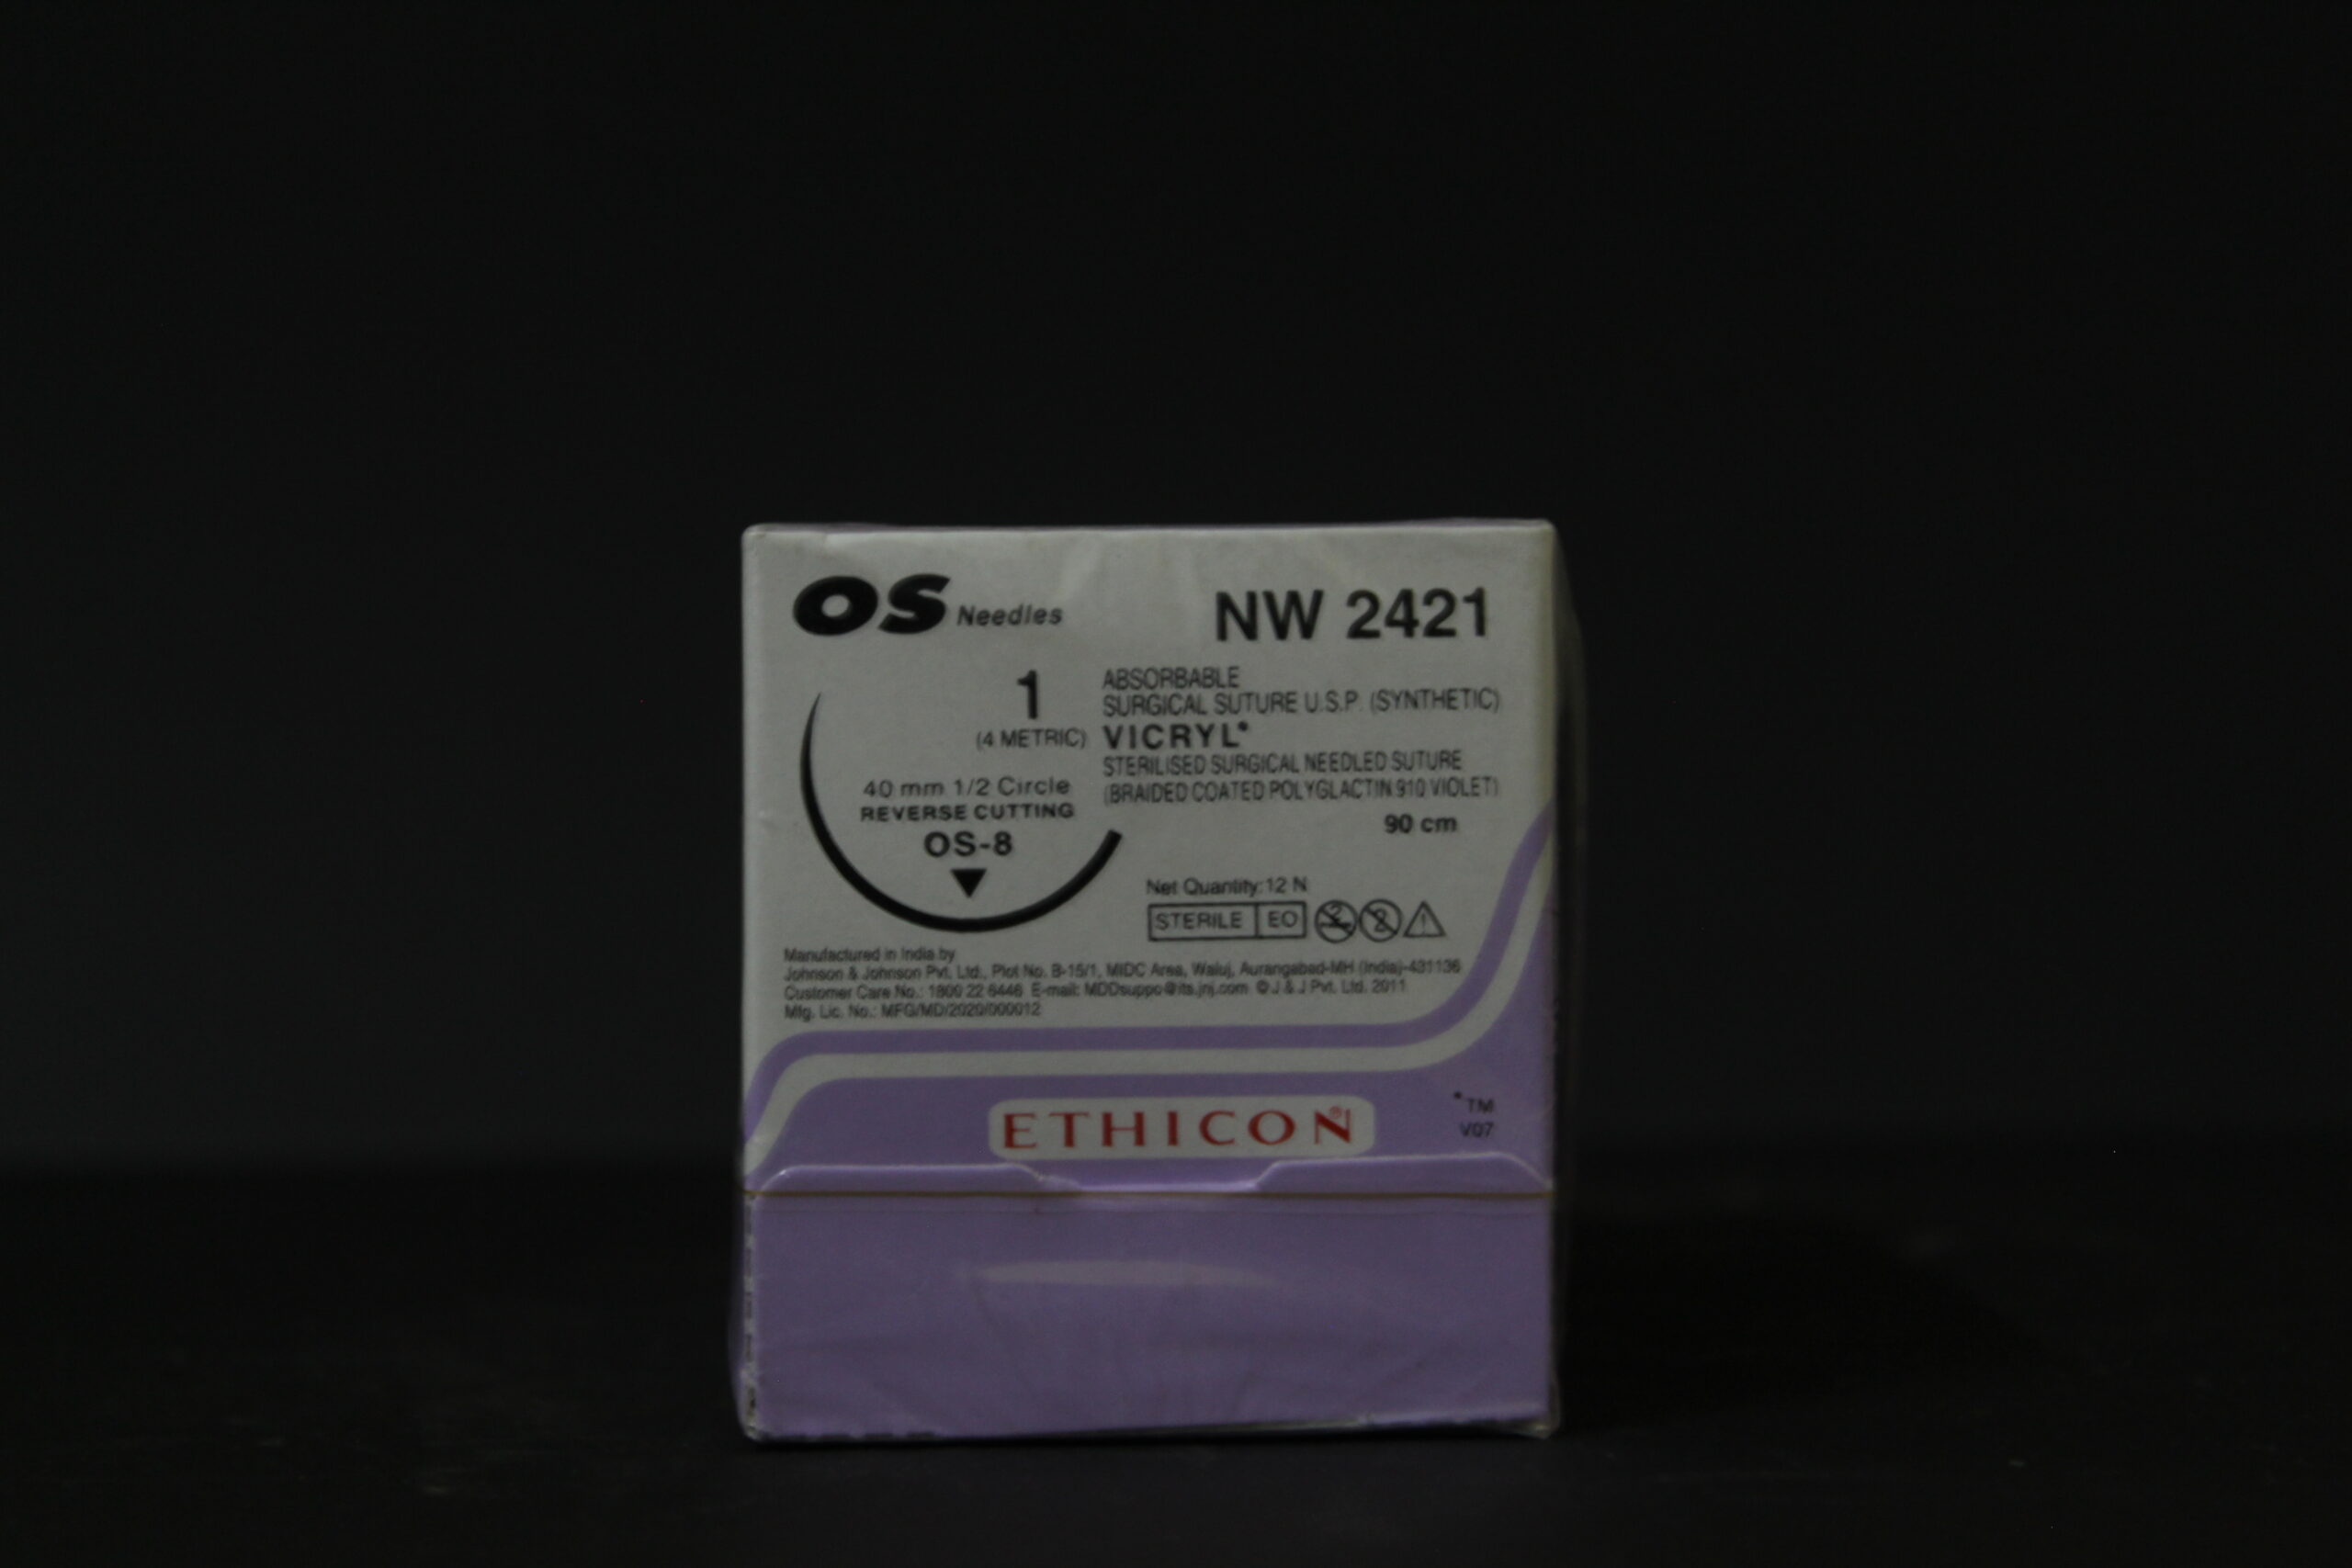 OS Needles
NW 2421
1
(4 METRIC)
40 mm 1/2 Circle
REVERSE CUTTING
OS-8
ABSORBABLE
SURGICAL SUTURE U.S.P. (SYNTHETIC)
VICRYL*
STERILISED SURGICAL NEEDLED SUTURE
(BRAIDED COATED POLYGLACTIN 910 VIOLET)
90 cm
Net Quantity: 12 N
STERILE EO
Manufactured in India by
Johnson & Johnson Pvt. Ltd., Plot No. B-15/1, MIDC Area, Waluj, Aurangabad-MH (India)-431136
Customer Care No.: 1800 22 8446 E-mail: MDDsuppo@its.jnj.com © J & J Pvt. Ltd. 2011
Mfg. Lic. No.: MFG/MD/2020/000012
ETHICON®
*TM
V07